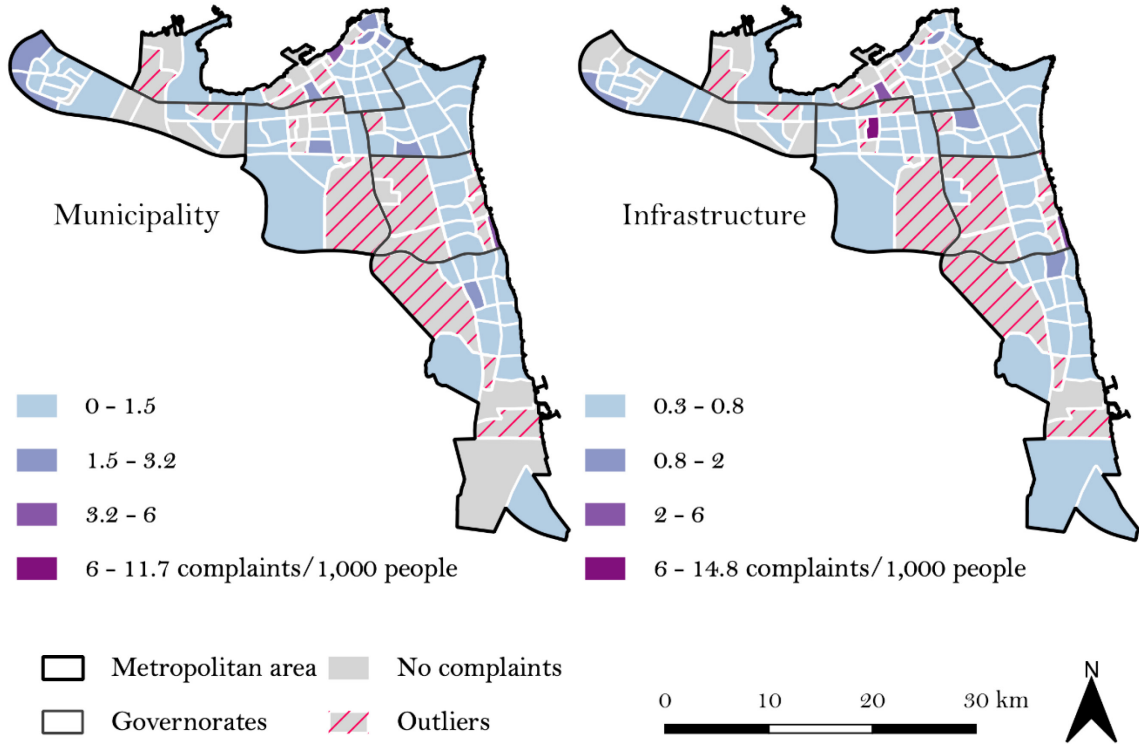 Municipality
Infrastructure
0 – 1.5
1.5 – 3.2
3.2 – 6
6 – 11.7 complaints/1,000 people
0.3 – 0.8
0.8 – 2
2 – 6
6 – 14.8 complaints/1,000 people
Metropolitan area
No complaints
Governorates
Outliers
0 10 20 30 km
N